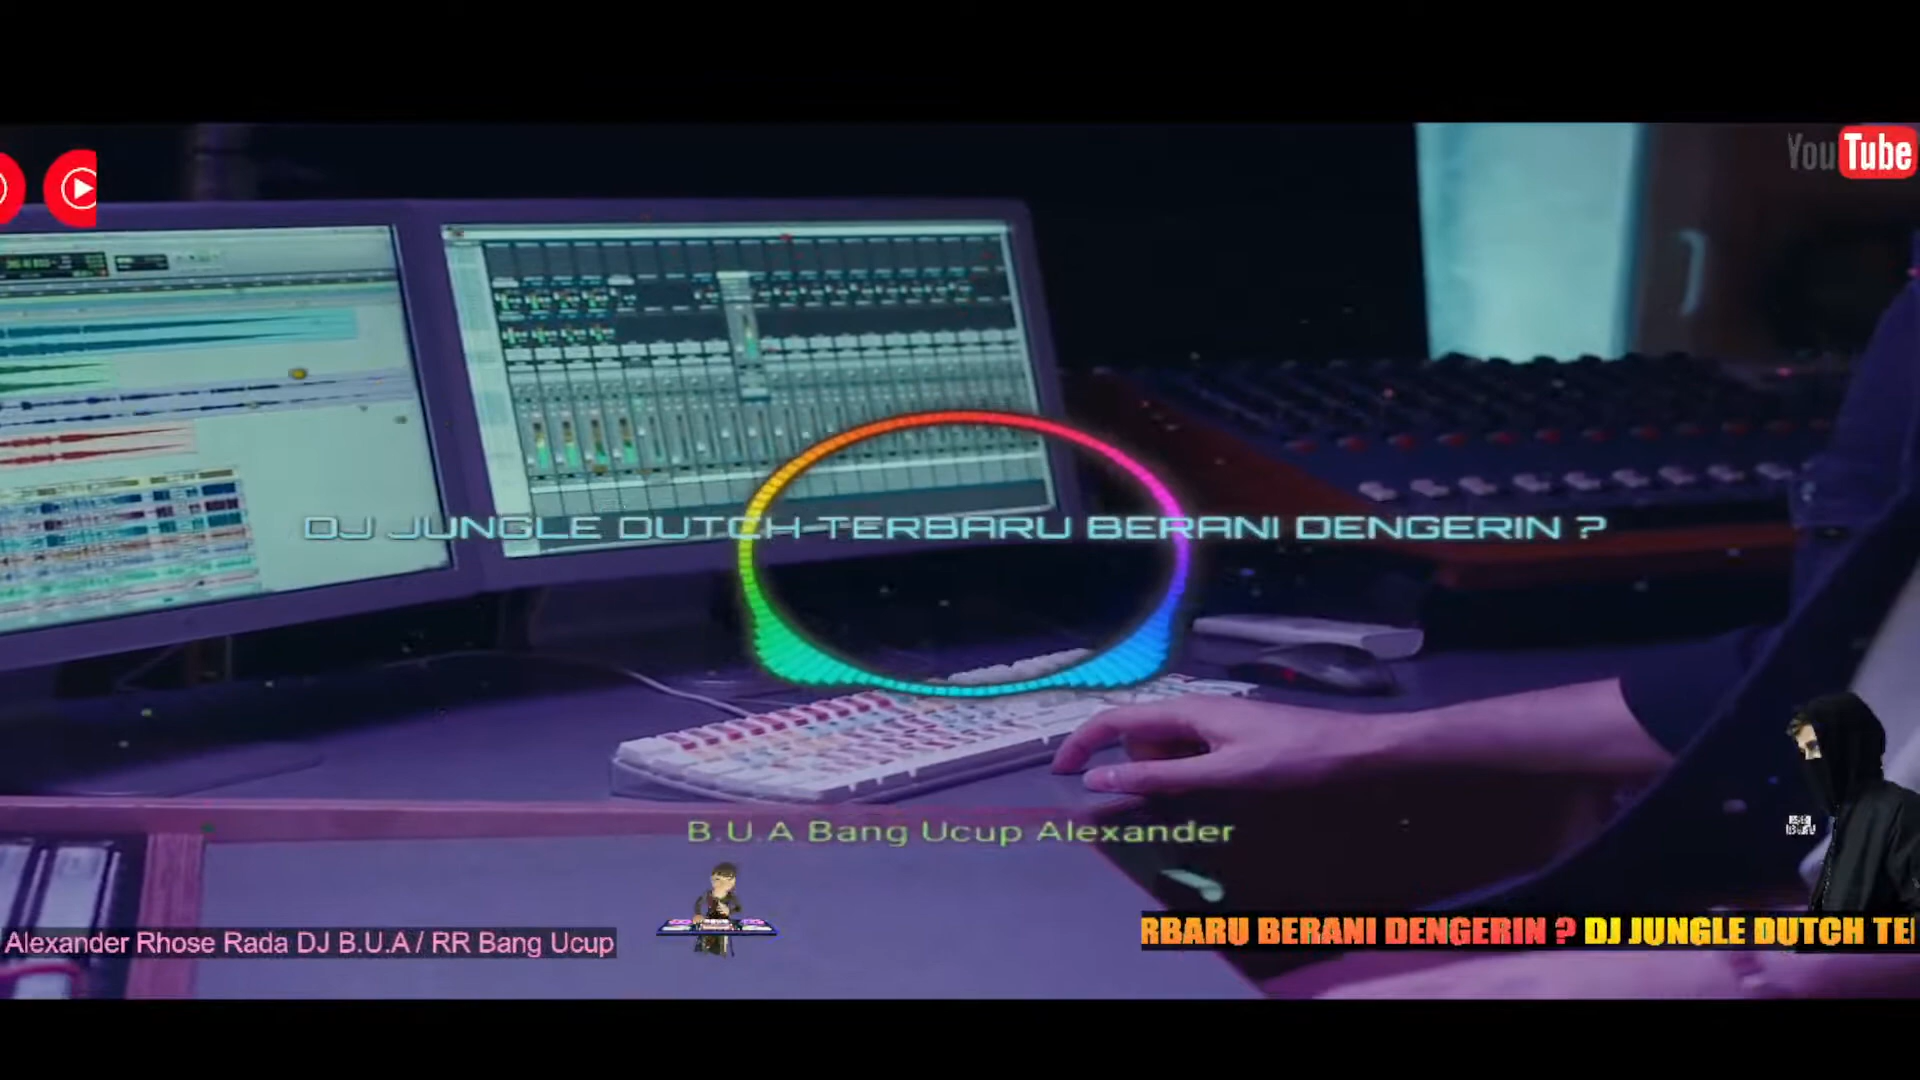 YouTube
DJ JUNGLE DUTCH TERBARU BERANI DENGERIN ?
B.U.A Bang Ucup Alexander
Alexander Rhose Rada DJ B.U.A / RR Bang Ucup
RBARU BERANI DENGERIN ? DJ JUNGLE DUTCH TE